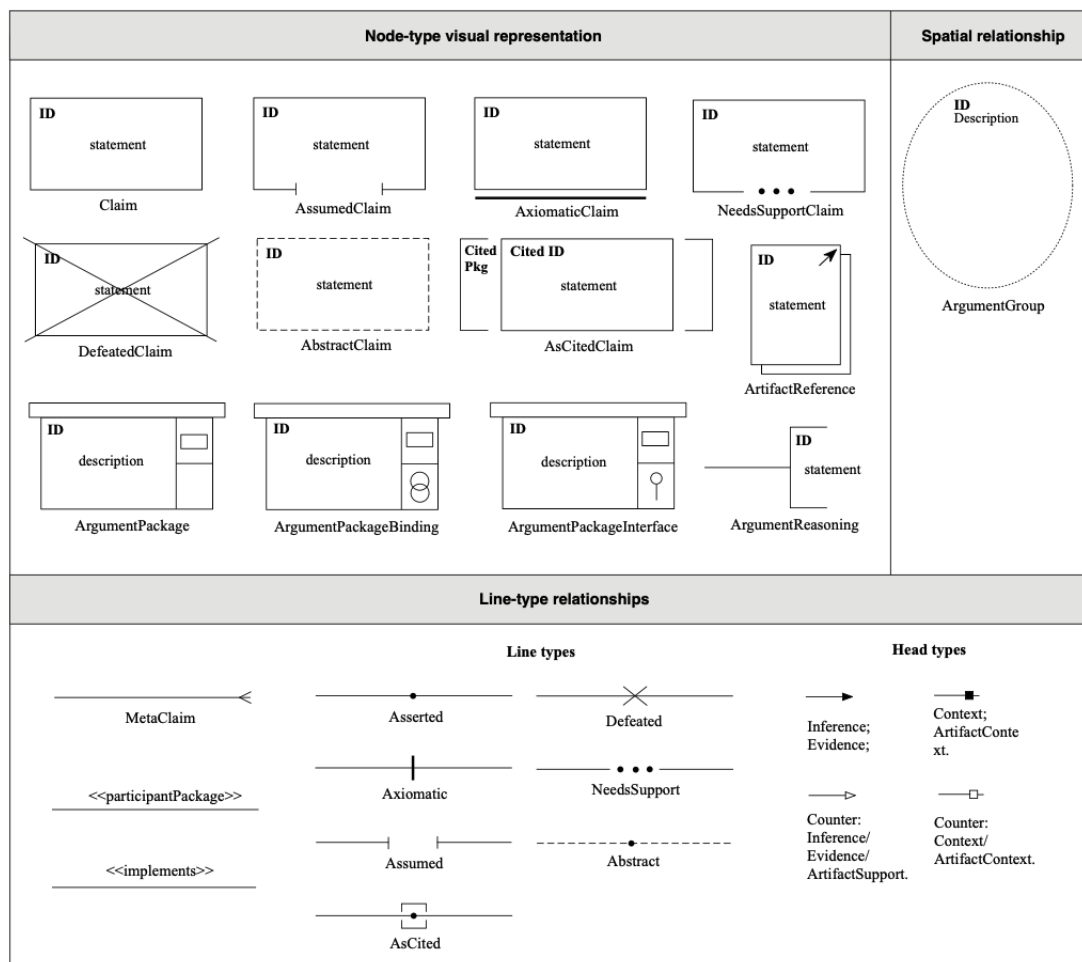 Node-type visual representation
Spatial relationship
ID
statement
Claim
ID
statement
AssumedClaim
ID
statement
AxiomaticClaim
ID
statement
NeedsSupportClaim
ID
Description
ArgumentGroup
ID
statement
DefeatedClaim
ID
statement
AbstractClaim
Cited
Pkg
Cited ID
statement
AsCitedClaim
ID
statement
ArtifactReference
ID
description
ArgumentPackage
ID
description
ArgumentPackageBinding
ID
description
ArgumentPackageInterface
ID
statement
ArgumentReasoning
Line-type relationships
Line types
Head types
MetaClaim
<<participantPackage>>
<<implements>>
Asserted
Axiomatic
Assumed
AsCited
Defeated
NeedsSupport
Abstract
Inference;
Evidence;
Context;
ArtifactConte
xt.
Counter:
Inference/
Evidence/
ArtifactSupport.
Counter:
Context/
ArtifactContext.